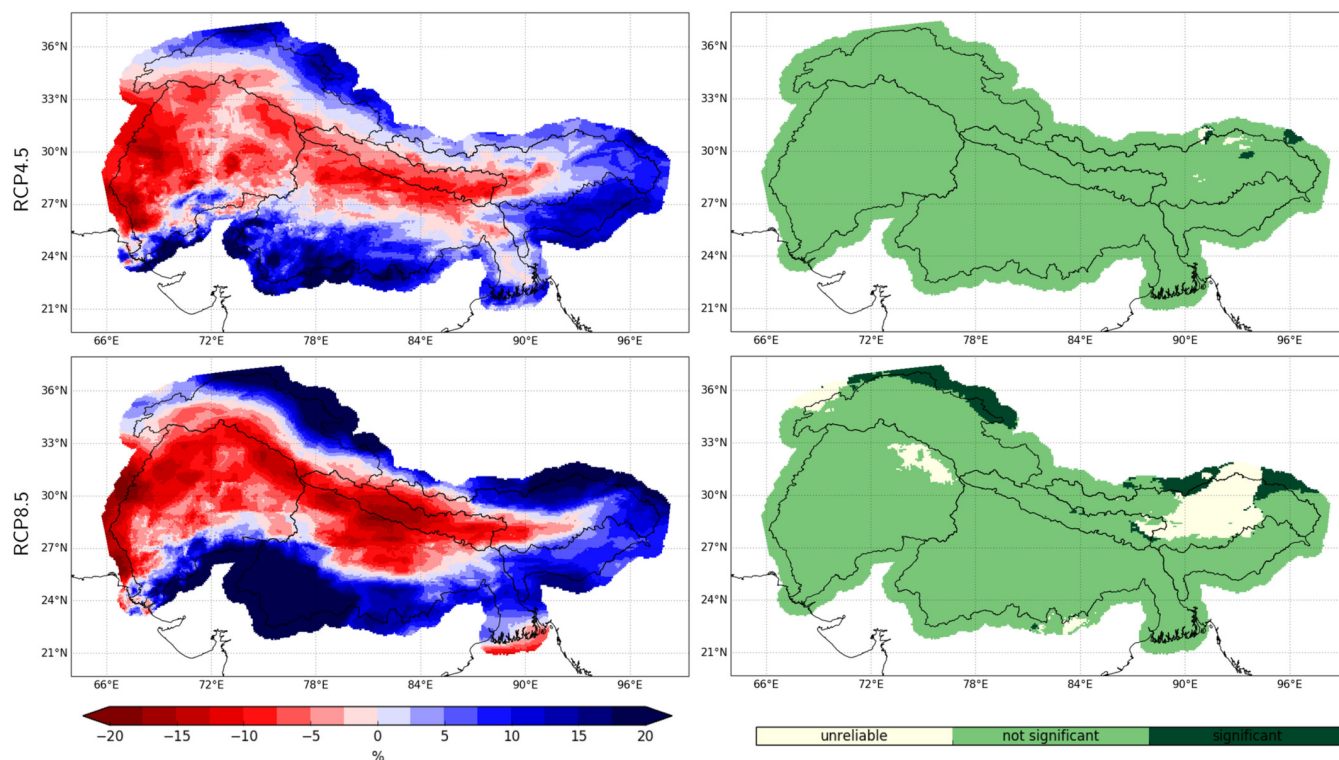 36°N
33°N
30°N
27°N
24°N
21°N
RCP4.5
66°E 72°E 78°E 84°E 90°E 96°E
36°N
33°N
30°N
27°N
24°N
21°N
66°E 72°E 78°E 84°E 90°E 96°E
36°N
33°N
30°N
27°N
24°N
21°N
RCP8.5
66°E 72°E 78°E 84°E 90°E 96°E
36°N
33°N
30°N
27°N
24°N
21°N
66°E 72°E 78°E 84°E 90°E 96°E
−20 −15 −10 −5 0 5 10 15 20
%
unreliable not significant significant